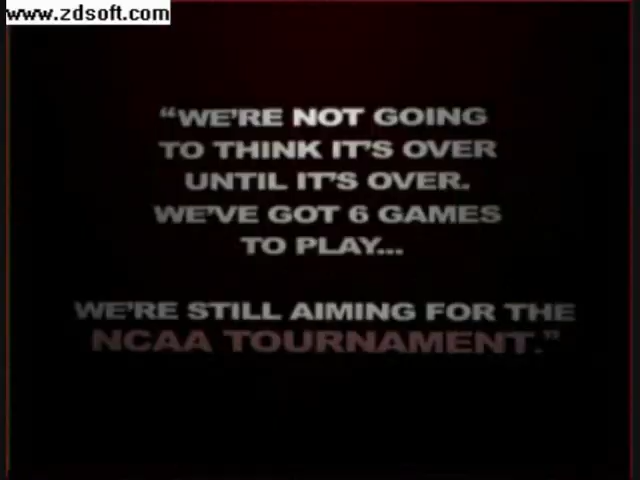 www.zdsoft.com
“WE’RE NOT GOING
TO THINK IT’S OVER
UNTIL IT’S OVER.
WE’VE GOT 6 GAMES
TO PLAY...
WE’RE STILL AIMING FOR THE
NCAA TOURNAMENT.”